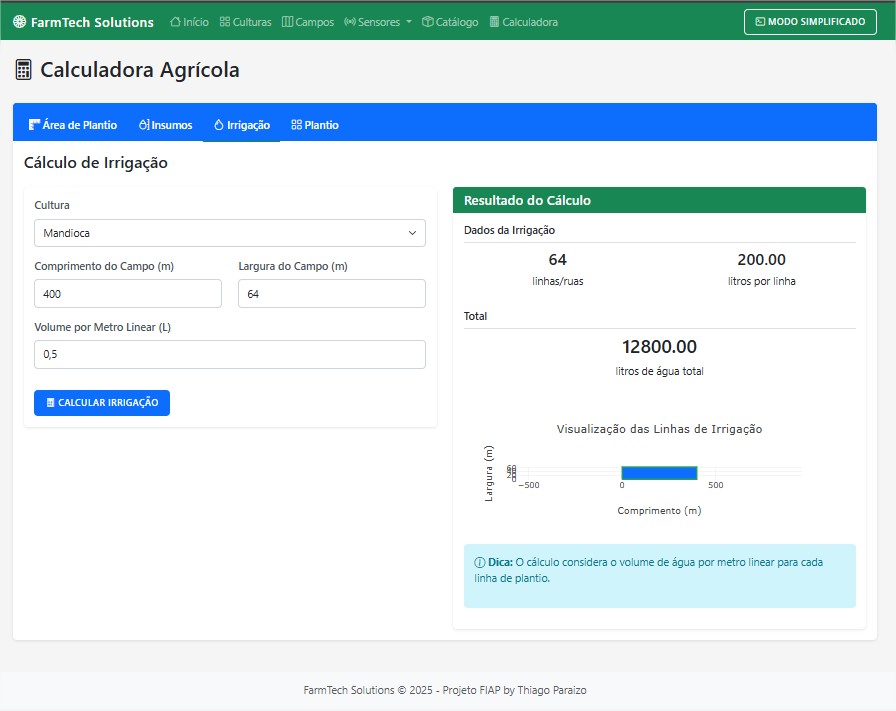 FarmTech Solutions Início Culturas Campos Sensores Catálogo Calculadora MODO SIMPLIFICADO
Calculadora Agrícola
Área de Plantio Insumos Irrigação Plantio
Cálculo de Irrigação
Cultura
Mandioca
Comprimento do Campo (m) Largura do Campo (m)
400 64
Volume por Metro Linear (L)
0,5
CALCULAR IRRIGAÇÃO
Resultado do Cálculo
Dados da Irrigação
64 200.00
linhas/ruas litros por linha
Total
12800.00
litros de água total
Visualização das Linhas de Irrigação
Largura (m)
60
40
20
0
−500 0 500
Comprimento (m)
Dica: O cálculo considera o volume de água por metro linear para cada
linha de plantio.
FarmTech Solutions © 2025 - Projeto FIAP by Thiago Paraizo